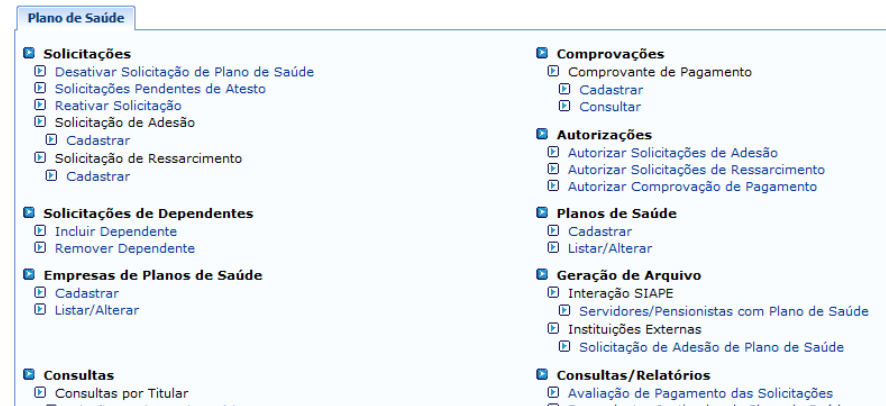 Plano de Saúde
Solicitações
Desativar Solicitação de Plano de Saúde
Solicitações Pendentes de Atesto
Reativar Solicitação
Solicitação de Adesão
Cadastrar
Solicitação de Ressarcimento
Cadastrar
Solicitações de Dependentes
Incluir Dependente
Remover Dependente
Empresas de Planos de Saúde
Cadastrar
Listar/Alterar
Consultas
Consultas por Titular
Comprovações
Comprovante de Pagamento
Cadastrar
Consultar
Autorizações
Autorizar Solicitações de Adesão
Autorizar Solicitações de Ressarcimento
Autorizar Comprovação de Pagamento
Planos de Saúde
Cadastrar
Listar/Alterar
Geração de Arquivo
Interação SIAPE
Servidores/Pensionistas com Plano de Saúde
Instituições Externas
Solicitação de Adesão de Plano de Saúde
Consultas/Relatórios
Avaliação de Pagamento das Solicitações